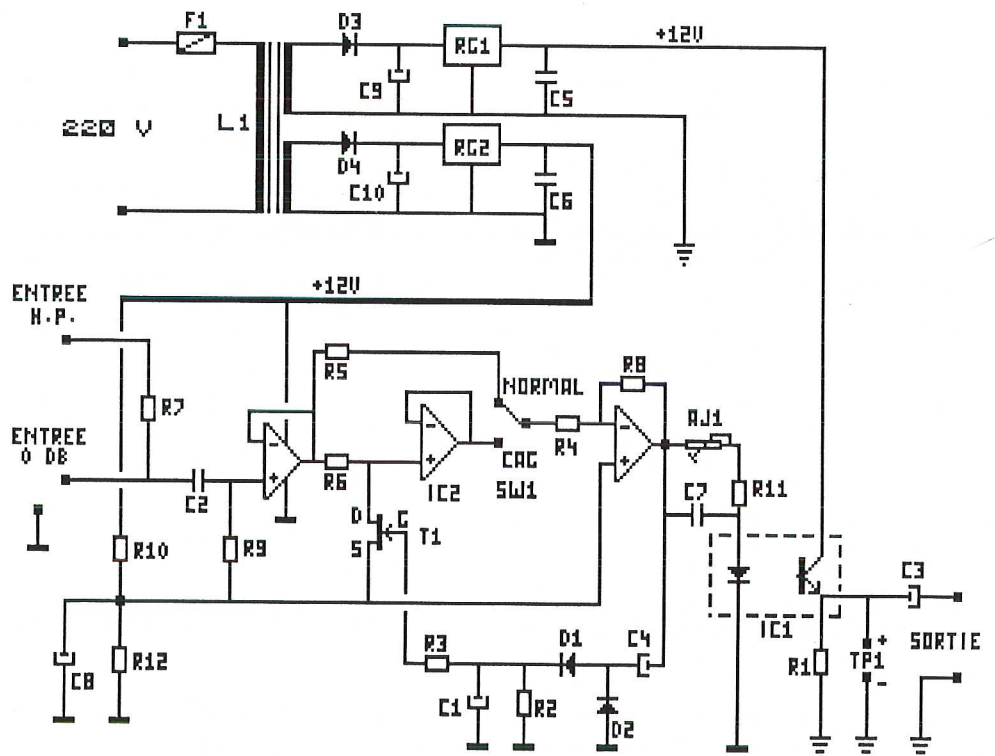 F1
D3
RG1
+12V
C9
C5
220 V
L1
D4
RG2
C10
C6
+12V
ENTREE
H.P.
R5
NORMAL
R8
R7
AJ1
ENTREE
0 DB
R6
R4
CAG
SW1
IC2
C2
C7
R11
D
G
S
T1
R10
R9
C3
IC1
D1
C4
R3
R1
TP1
+
-
SORTIE
C8
R12
C1
R2
D2